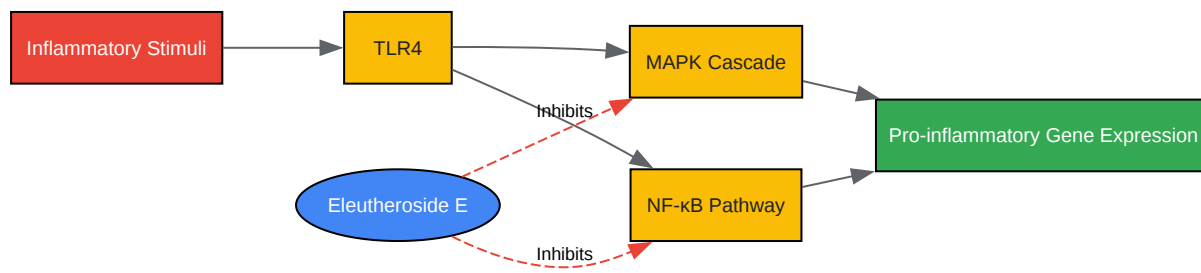 Inflammatory Stimuli
TLR4
MAPK Cascade
Inhibits
Pro-inflammatory Gene Expression
Eleutheroside E
NF-κB Pathway
Inhibits